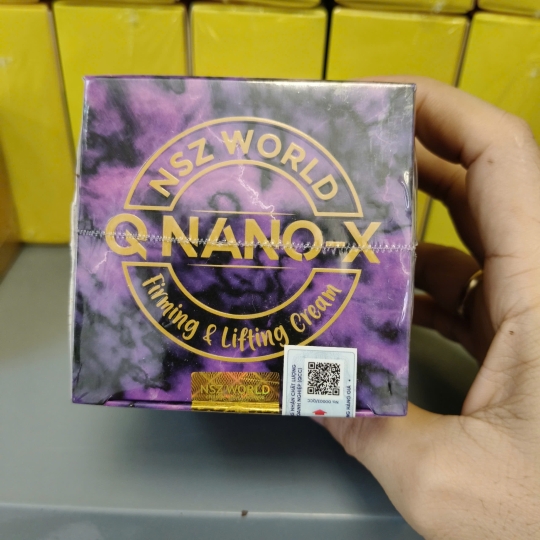 NSZ WORLD
Q NANO-X
Firming & Lifting Cream
NSZ WORLD